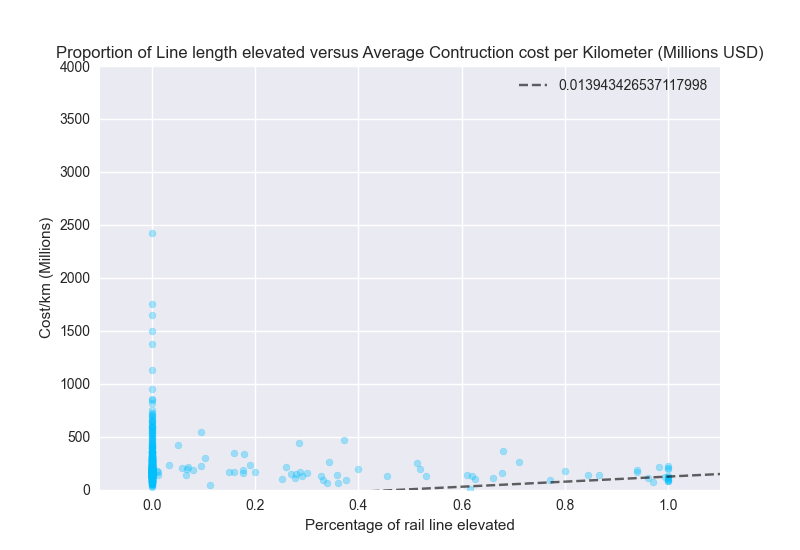 Proportion of Line length elevated versus Average Contruction cost per Kilometer (Millions USD)
0.013943426537117998
4000
3500
3000
2500
2000
1500
1000
500
0
Cost/km (Millions)
0.0 0.2 0.4 0.6 0.8 1.0
Percentage of rail line elevated